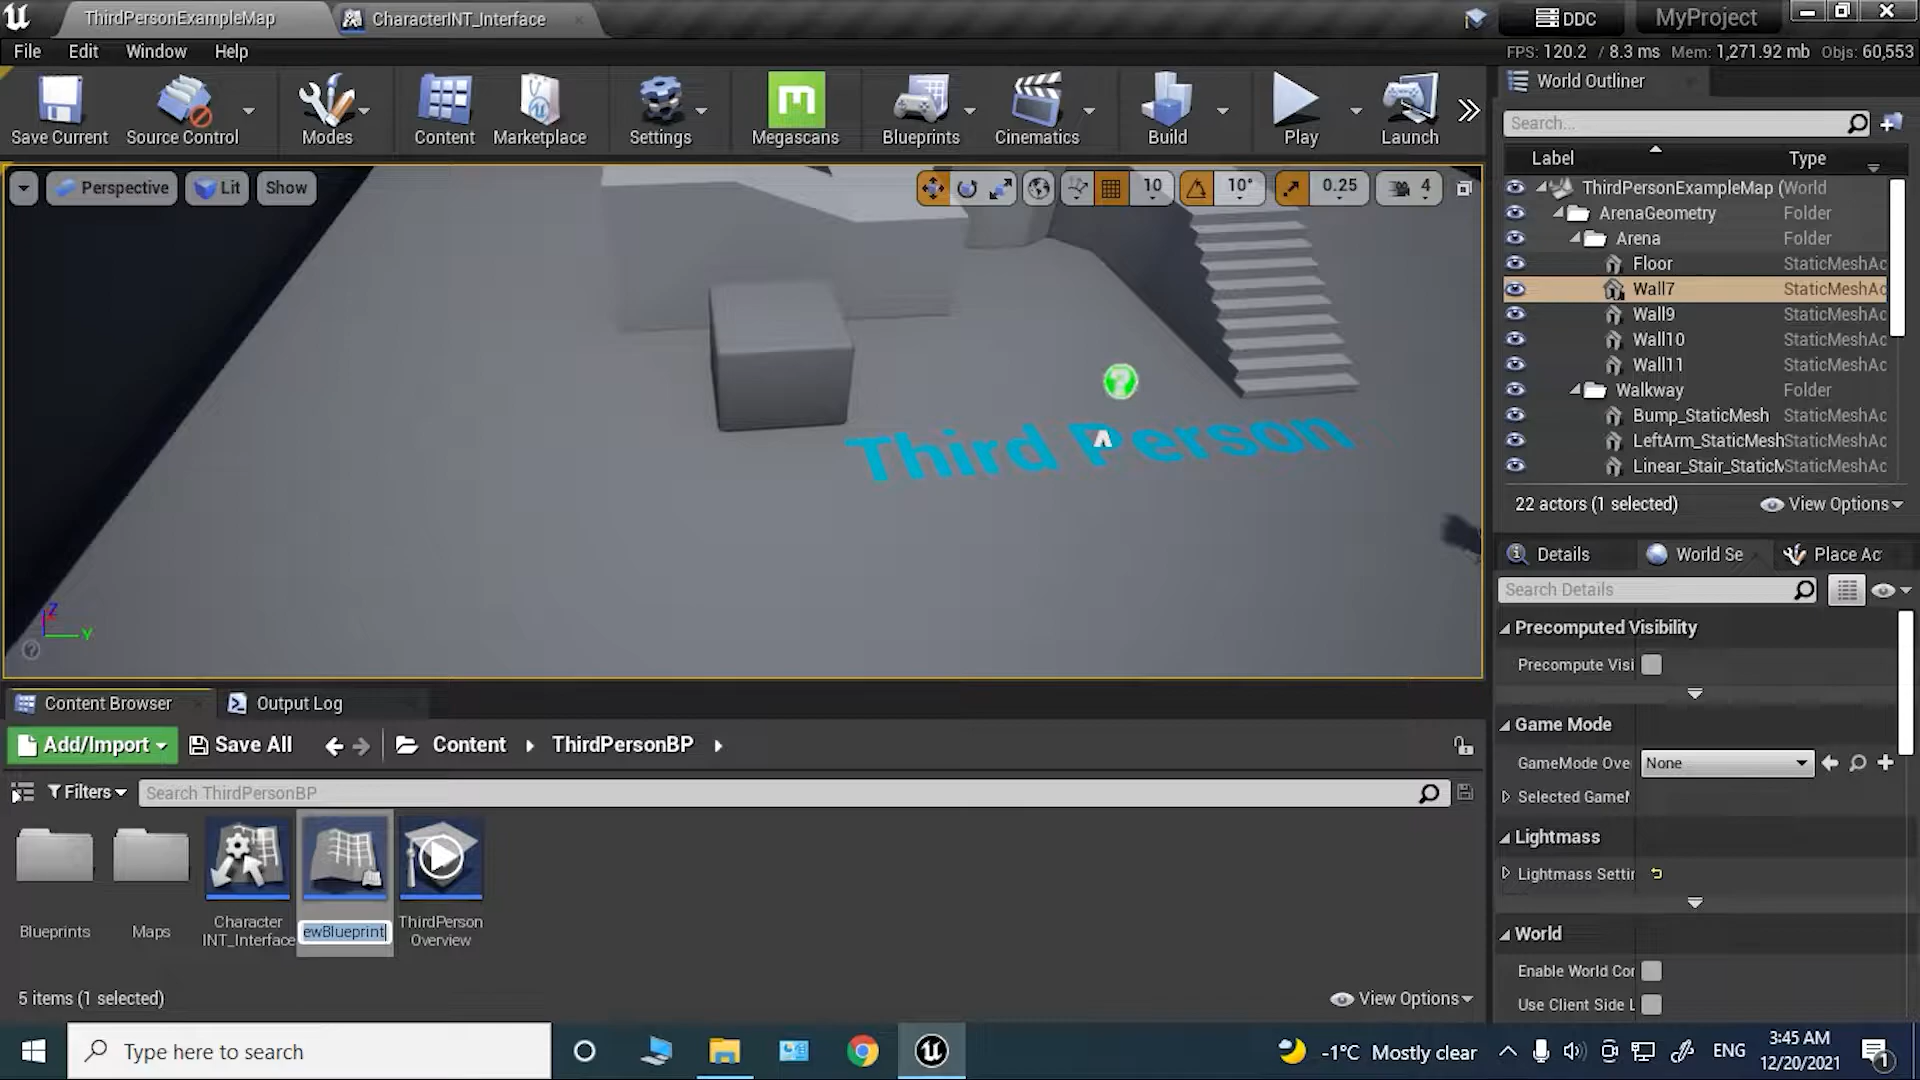 ThirdPersonExampleMap
CharacterINT_Interface
DDC
MyProject
File Edit Window Help
FPS: 120.2 / 8.3 ms Mem: 1,271.92 mb Objs: 60,553
Save Current
Source Control
Modes
Content
Marketplace
Settings
Megascans
Blueprints
Cinematics
Build
Play
Launch
World Outliner
Search...
Label Type
Perspective
Lit
Show
10
10°
0.25
4
ThirdPersonExampleMap (World
ArenaGeometry Folder
Arena Folder
Floor StaticMeshAc
Wall7 StaticMeshAc
Wall9 StaticMeshAc
Wall10 StaticMeshAc
Wall11 StaticMeshAc
Walkway Folder
Bump_StaticMesh StaticMeshAc
LeftArm_StaticMesh StaticMeshAc
Linear_Stair_StaticM StaticMeshAc
22 actors (1 selected)
View Options
Third Person
Z
Y
Details
World Se
Place Ac
Search Details
Precomputed Visibility
Precompute Visi
Game Mode
GameMode Ove
None
Selected GameM
Lightmass
Lightmass Settin
World
Enable World Cor
Use Client Side L
Content Browser
Output Log
Add/Import
Save All
Content
ThirdPersonBP
Filters
Search ThirdPersonBP
Blueprints
Maps
Character
INT_Interface
ewBlueprint
ThirdPerson
Overview
5 items (1 selected)
View Options
Type here to search
-1°C Mostly clear
ENG
3:45 AM
12/20/2021
1